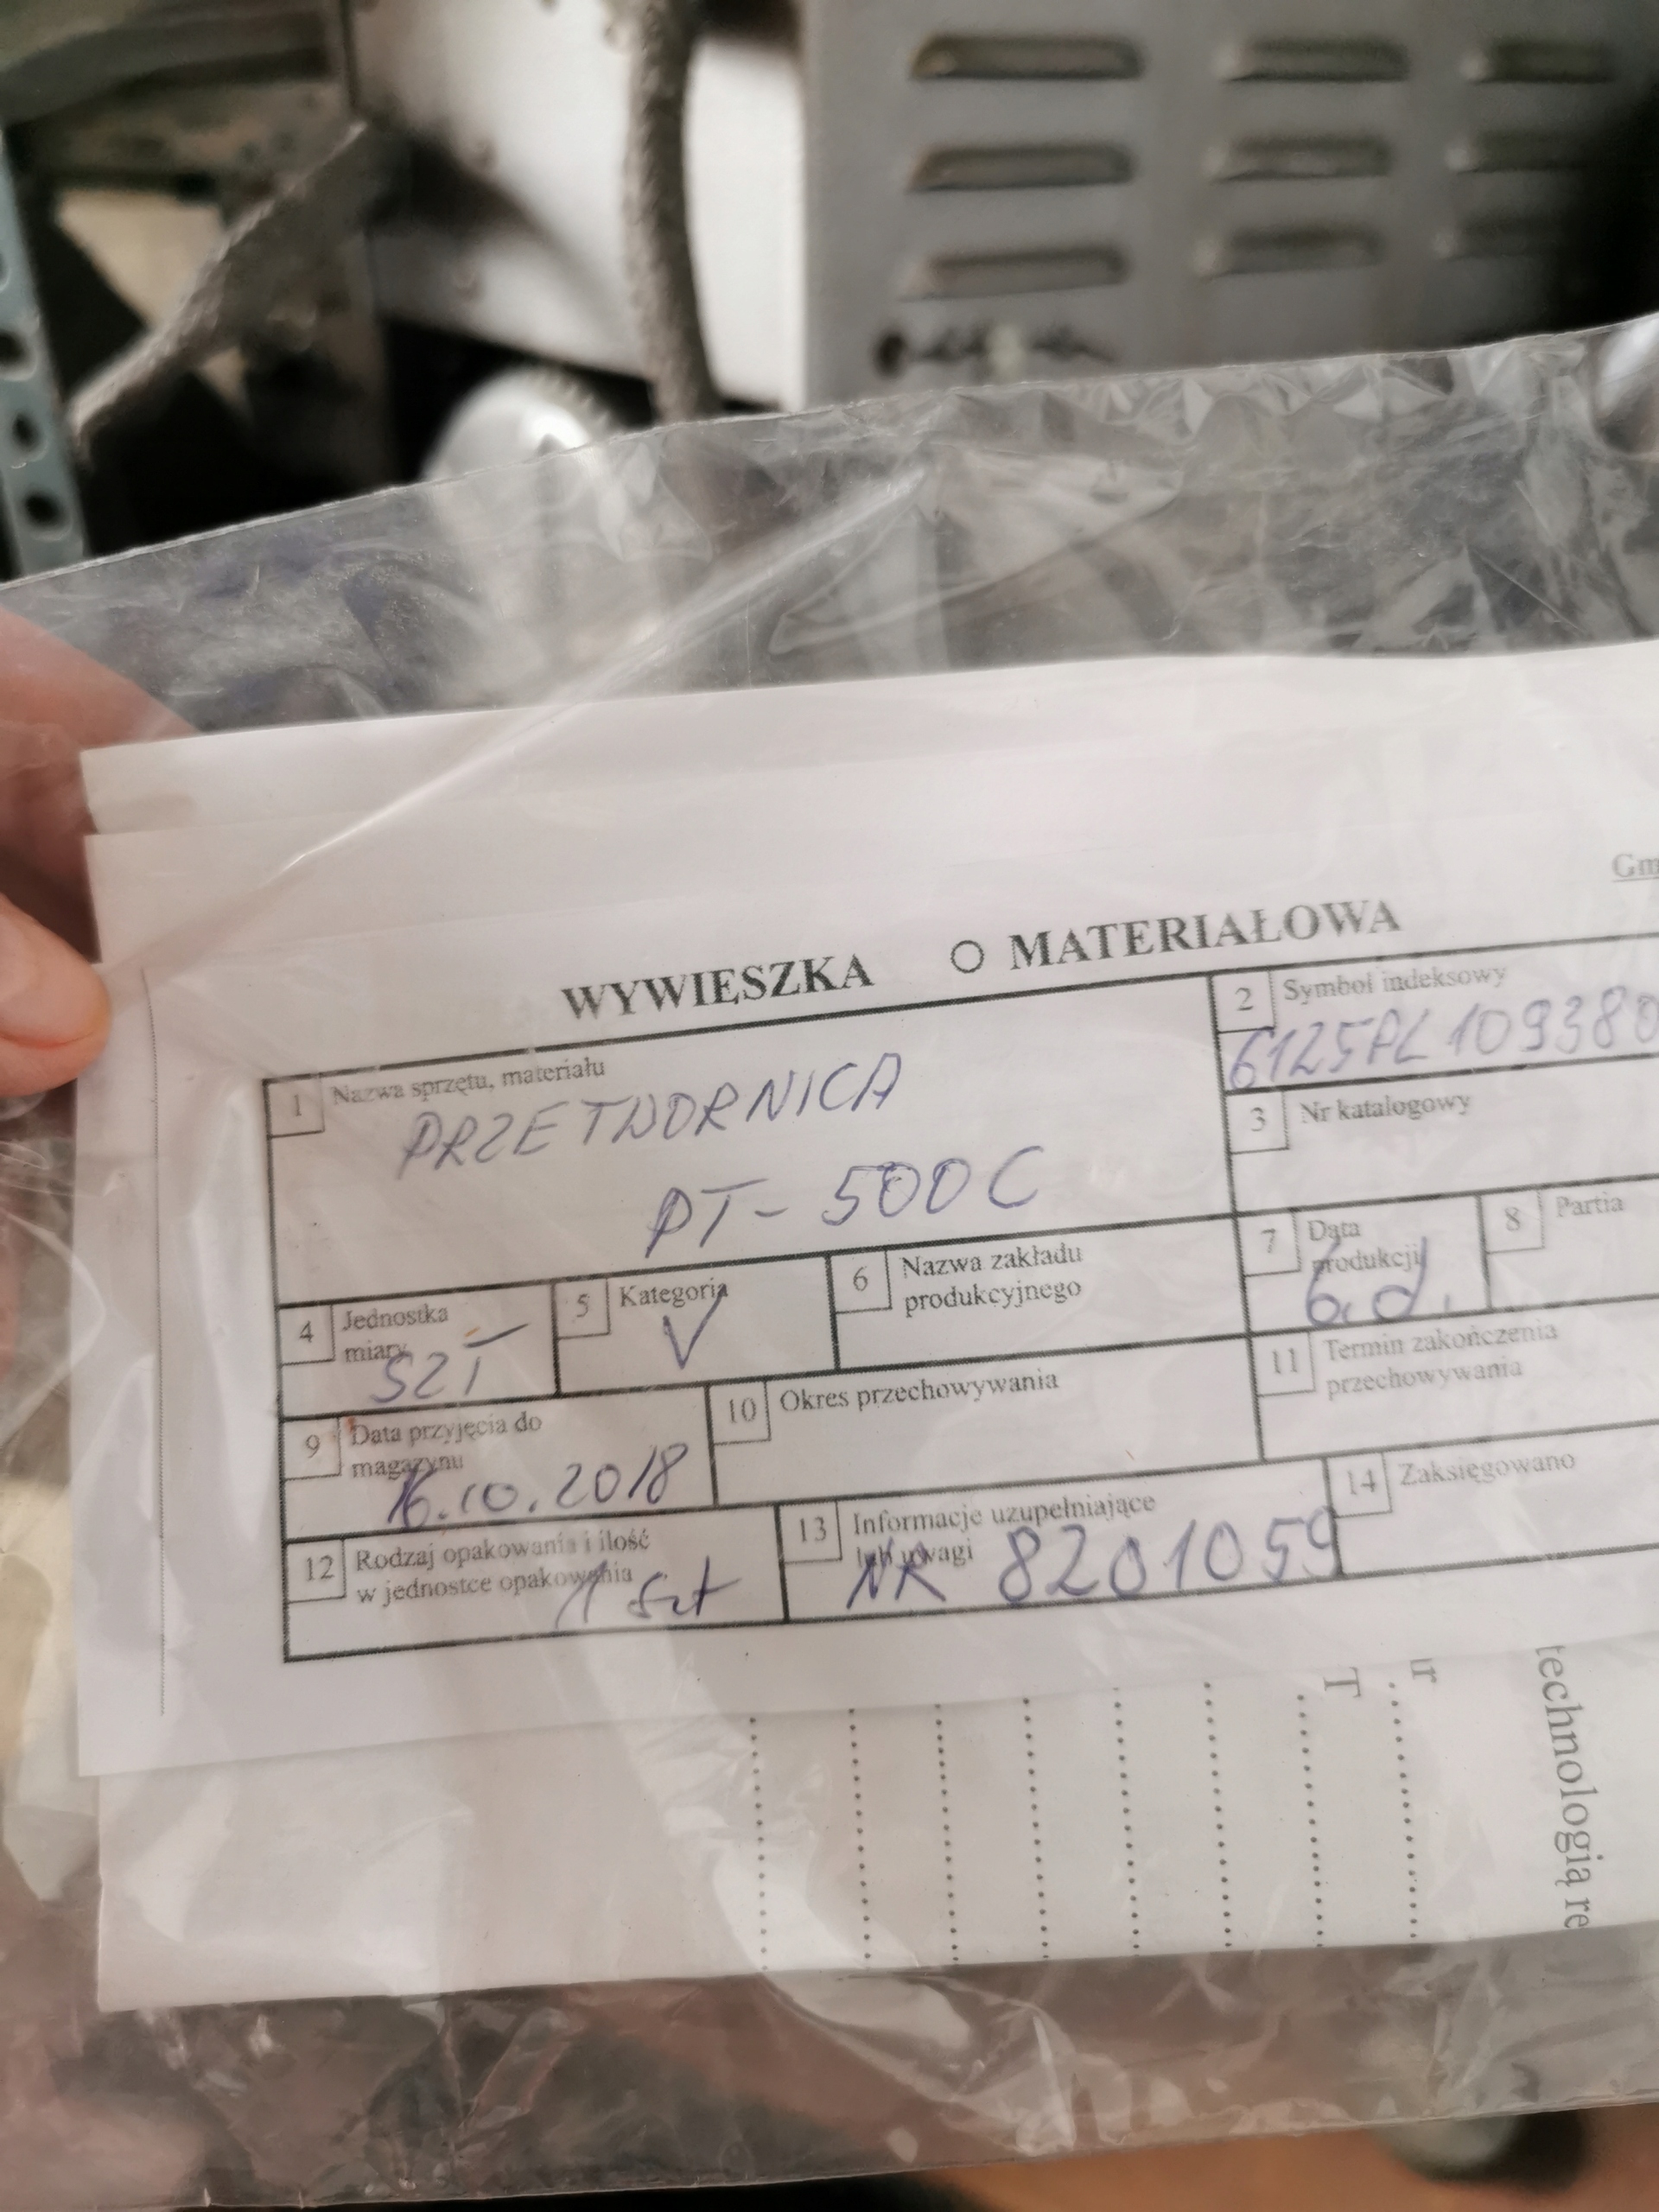 Gm
WYWIESZKA O MATERIAŁOWA
1 Nazwa sprzętu, materiału
PRZETWORNICA
PT- 500C
2 Symbol indeksowy
6125PL109380
3 Nr katalogowy
4 Jednostka
miary
SZT
5 Kategoria
V
6 Nazwa zakładu
produkcyjnego
7 Data
produkcji
b.d.
8 Partia
9 Data przyjęcia do
magazynu
16.10.2018
10 Okres przechowywania
11 Termin zakończenia
przechowywania
12 Rodzaj opakowania i ilość
w jednostce opakowania
1 szt
13 Informacje uzupełniające
lub uwagi
NR 8201059
14 Zaksięgowano
T
ir
technologią re